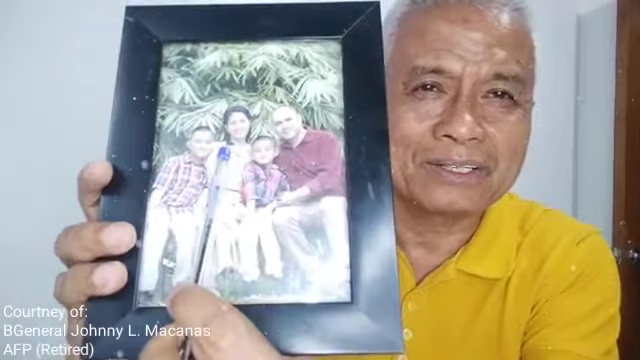 Courtney of:
BGeneral Johnny L. Macanas
AFP (Retired)